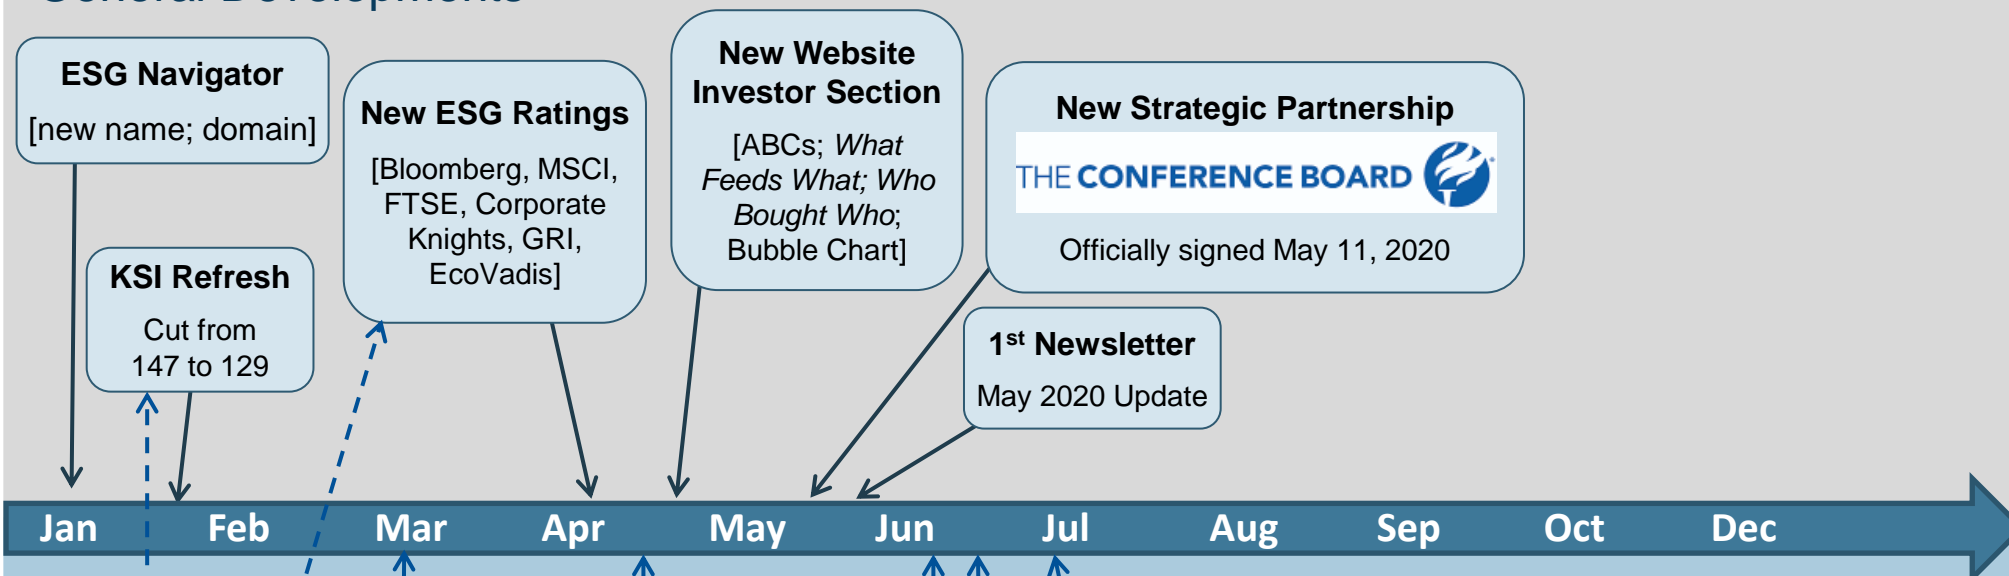 General Developments
ESG Navigator
[new name; domain]
KSI Refresh
Cut from
147 to 129
New ESG Ratings
[Bloomberg, MSCI,
FTSE, Corporate
Knights, GRI,
EcoVadis]
New Website
Investor Section
[ABCs; What
Feeds What; Who
Bought Who;
Bubble Chart]
New Strategic Partnership
THE CONFERENCE BOARD
Officially signed May 11, 2020
1st Newsletter
May 2020 Update
Jan Feb Mar Apr May Jun Jul Aug Sep Oct Dec